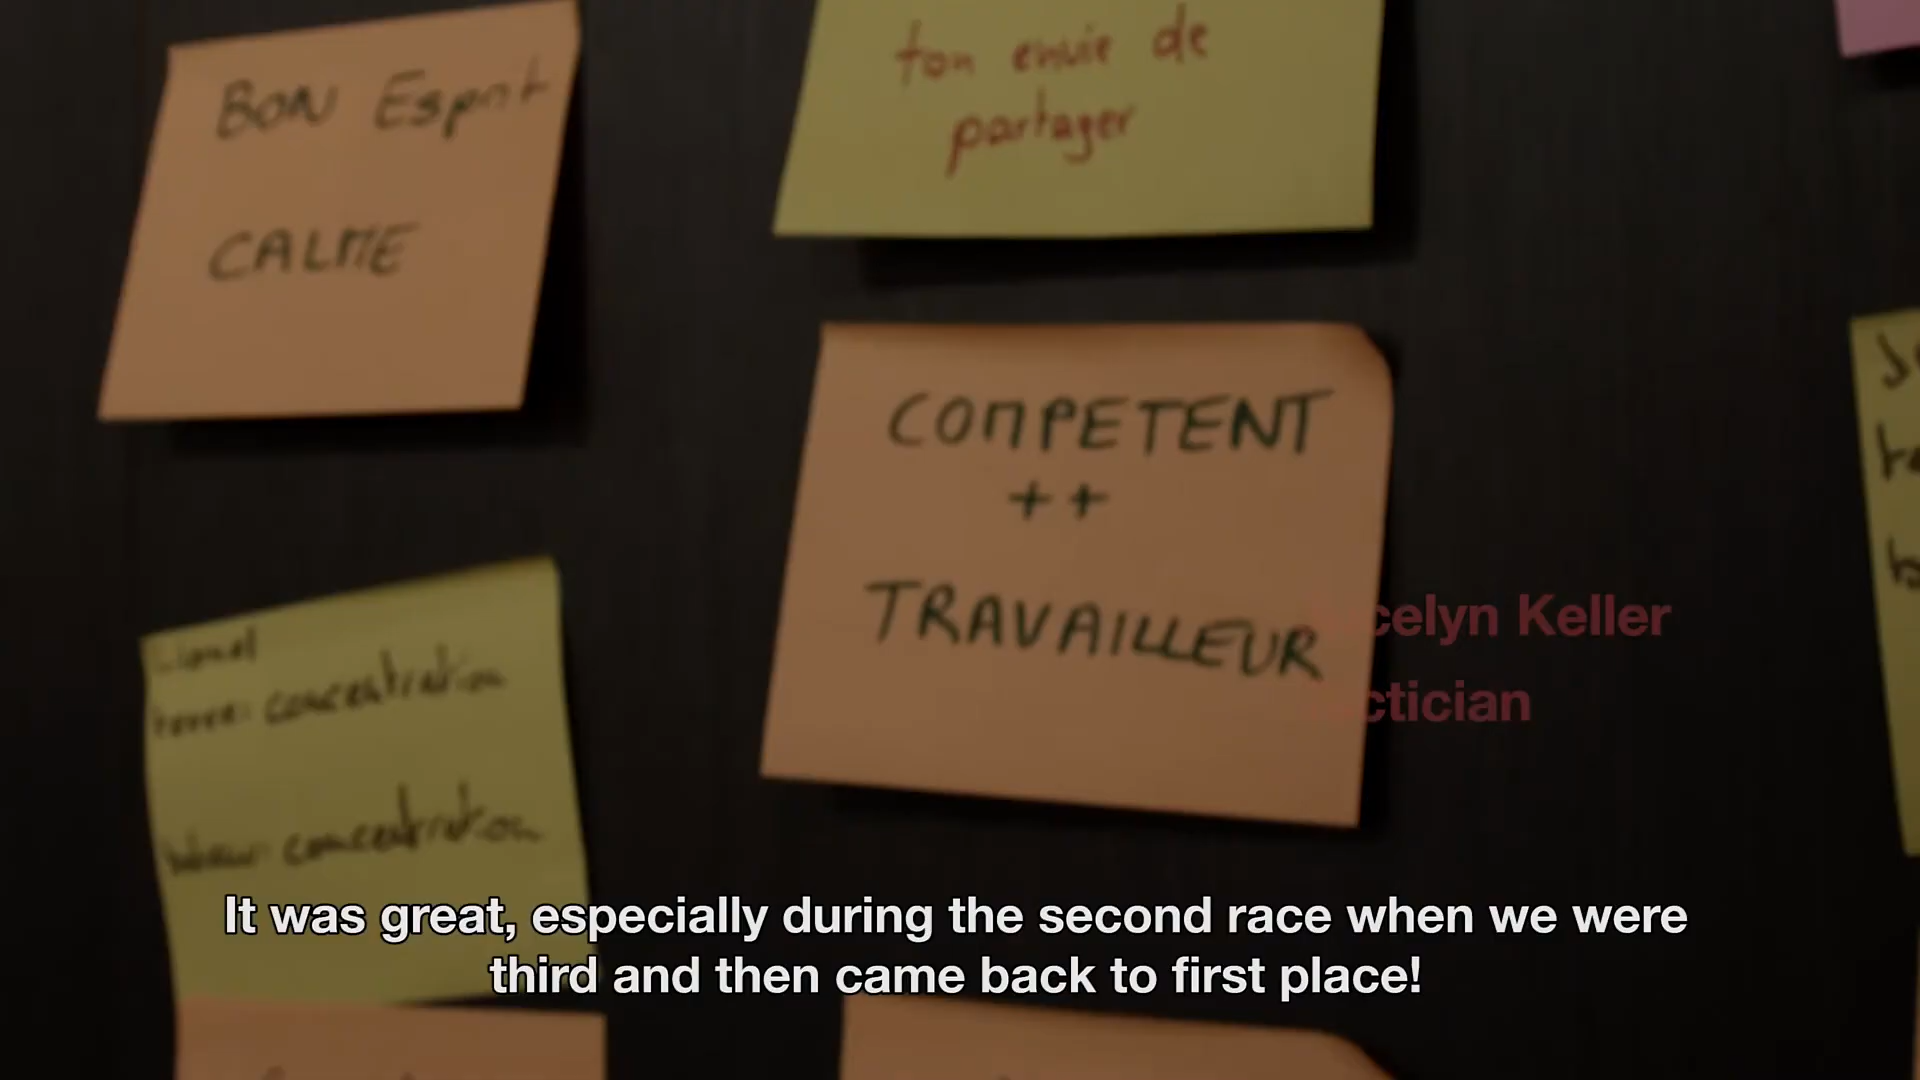 BON Esprit
CALME
ton envie de
partager
COMPETENT
++
TRAVAILLEUR
Lionel
concentration
concentration
celyn Keller
ctician
It was great, especially during the second race when we were
third and then came back to first place!